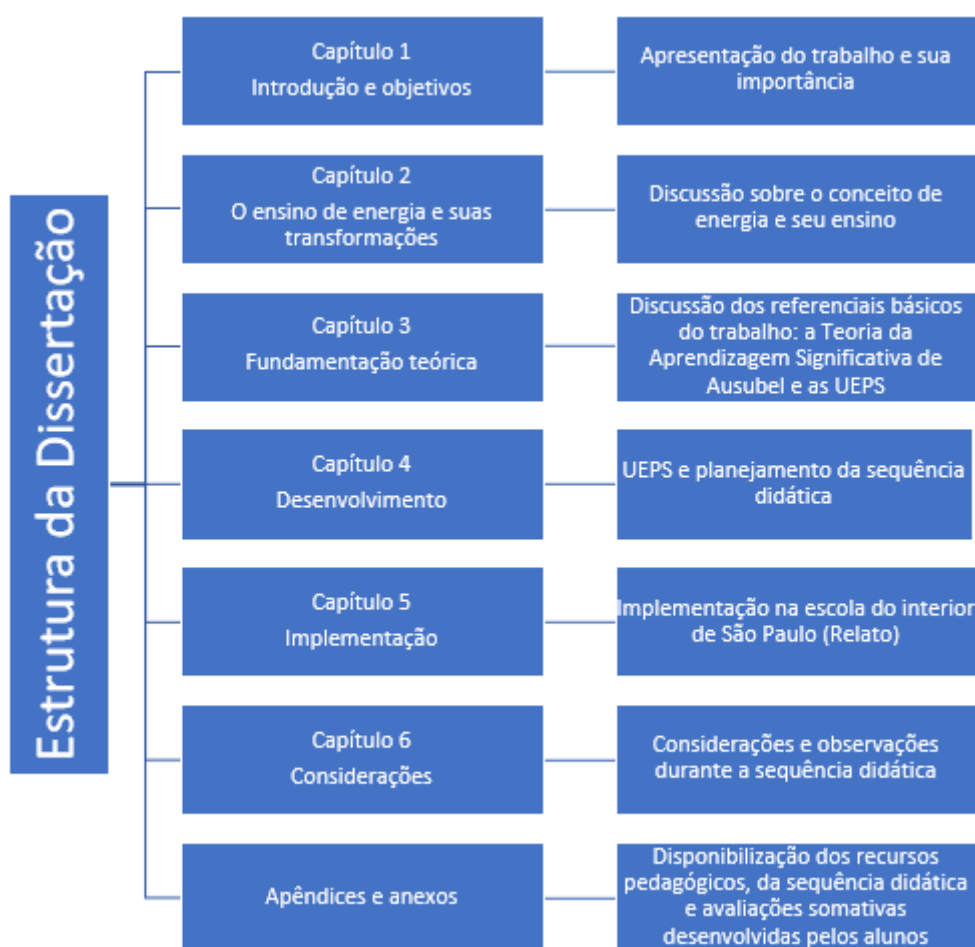 Estrutura da Dissertação
Capítulo 1
Introdução e objetivos
Apresentação do trabalho e sua
importância
Capítulo 2
O ensino de energia e suas
transformações
Discussão sobre o conceito de
energia e seu ensino
Capítulo 3
Fundamentação teórica
Discussão dos referenciais básicos
do trabalho: a Teoria da
Aprendizagem Significativa de
Ausubel e as UEPS
Capítulo 4
Desenvolvimento
UEPS e planejamento da sequência
didática
Capítulo 5
Implementação
Implementação na escola do interior
de São Paulo (Relato)
Capítulo 6
Considerações
Considerações e observações
durante a sequência didática
Apêndices e anexos
Disponibilização dos recursos
pedagógicos, da sequência didática
e avaliações somativas
desenvolvidas pelos alunos